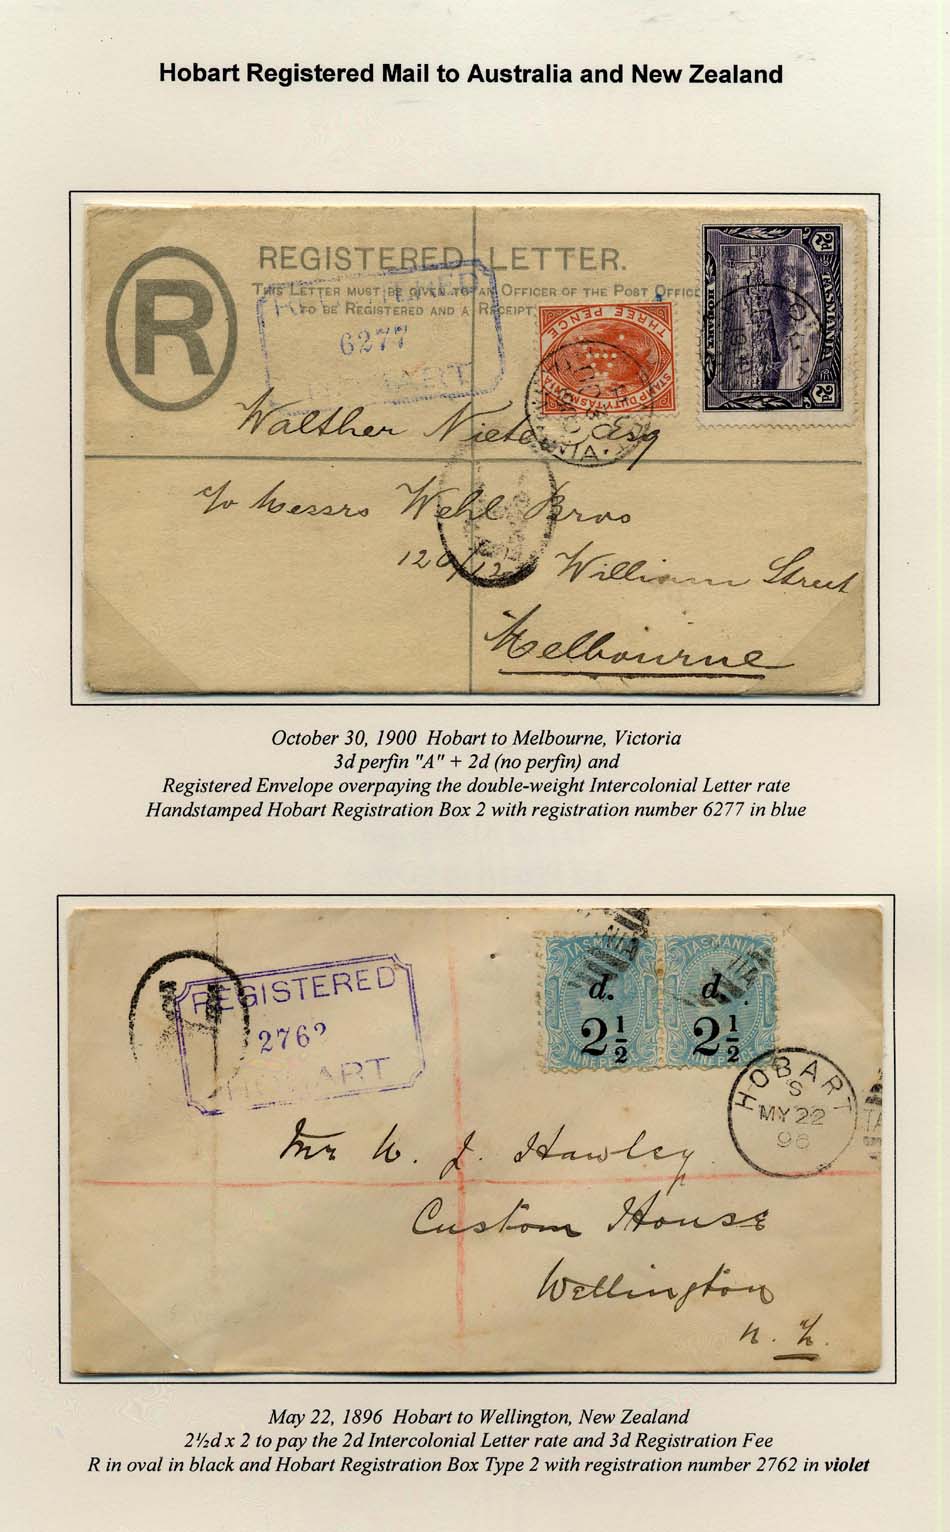 Hobart Registered Mail to Australia and New Zealand
REGISTERED LETTER.
THIS LETTER MUST BE GIVEN TO AN OFFICER OF THE POST OFFICE
TO BE REGISTERED AND A RECEIPT
R
REGISTERED
6277
HOBART
THREE PENCE
STAMP DUTY TASMANIA
TASMANIA
2d
2d
HOBART
Walther Esq
c/o Messrs Wehl Bros
William Street
Melbourne
October 30, 1900 Hobart to Melbourne, Victoria
3d perfin "A" + 2d (no perfin) and
Registered Envelope overpaying the double-weight Intercolonial Letter rate
Handstamped Hobart Registration Box 2 with registration number 6277 in blue
R
REGISTERED
2762
HOBART
TASMANIA
d.
2 1/2
NINE PENCE
TASMANIA
d.
2 1/2
NINE PENCE
HOBART
S
MY 22
96
TA
Mr W. J. Hawley
Custom House
Wellington
N. Z.
May 22, 1896 Hobart to Wellington, New Zealand
2½d x 2 to pay the 2d Intercolonial Letter rate and 3d Registration Fee
R in oval in black and Hobart Registration Box Type 2 with registration number 2762 in violet